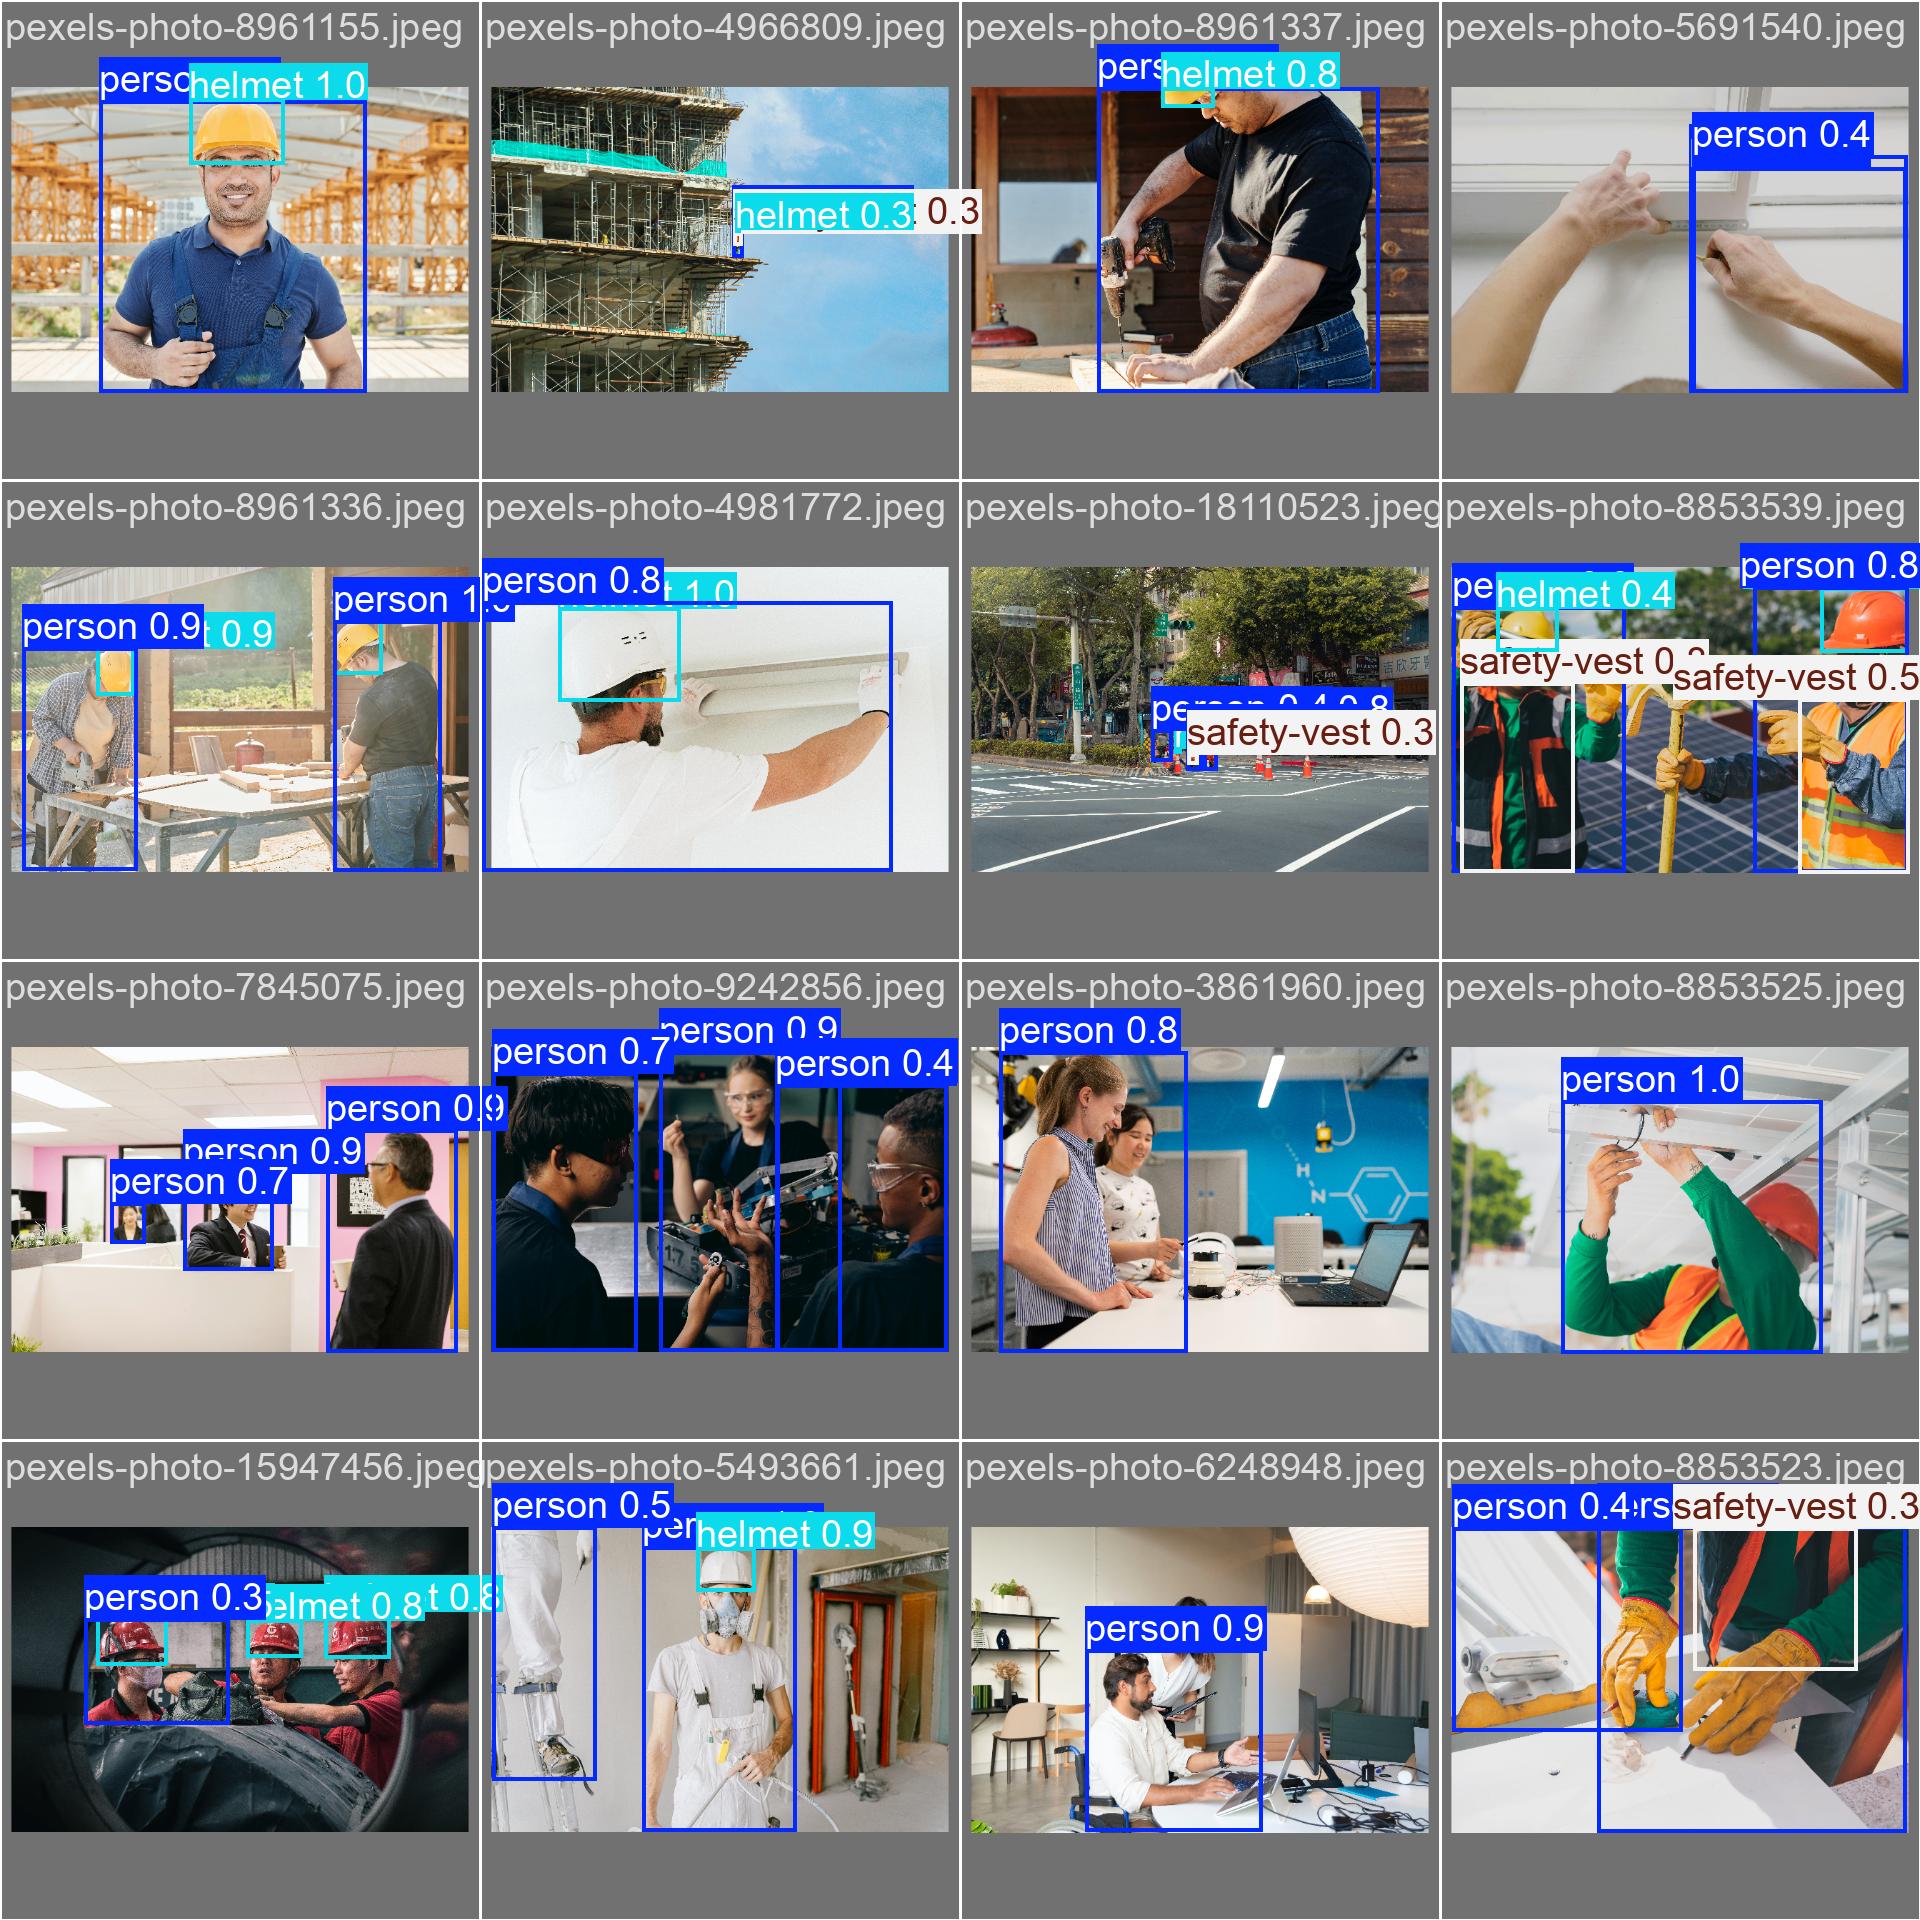 pexels-photo-8961155.jpeg
pexels-photo-4966809.jpeg
pexels-photo-8961337.jpeg
pexels-photo-5691540.jpeg
helmet 1.0
helmet 0.3
0.3
helmet 0.8
person 0.4
pexels-photo-8961336.jpeg
pexels-photo-4981772.jpeg
pexels-photo-18110523.jpeg
pexels-photo-8853539.jpeg
person 0.9
0.9
person 1.0
person 0.8
1.0
person 0.4
0.8
safety-vest 0.3
helmet 0.4
person 0.8
safety-vest
safety-vest 0.5
pexels-photo-7845075.jpeg
pexels-photo-9242856.jpeg
pexels-photo-3861960.jpeg
pexels-photo-8853525.jpeg
person 0.9
person 0.9
person 0.7
person 0.7
person 0.9
person 0.4
person 0.8
H
N
person 1.0
pexels-photo-15947456.jpeg
pexels-photo-5493661.jpeg
pexels-photo-6248948.jpeg
pexels-photo-8853523.jpeg
person 0.3
helmet 0.8
0.8
person 0.5
helmet 0.9
person 0.9
person 0.4
safety-vest 0.3